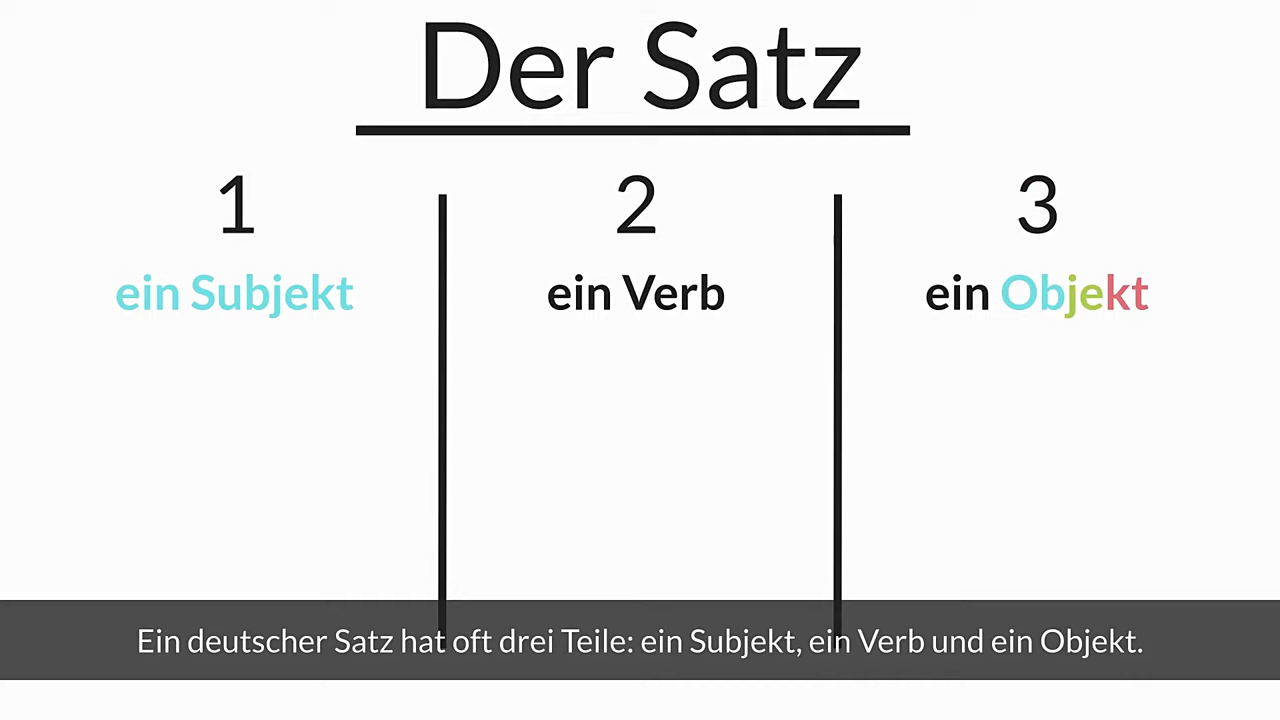 Der Satz
1
2
3
ein Subjekt
ein Verb
ein Objekt
Ein deutscher Satz hat oft drei Teile: ein Subjekt, ein Verb und ein Objekt.